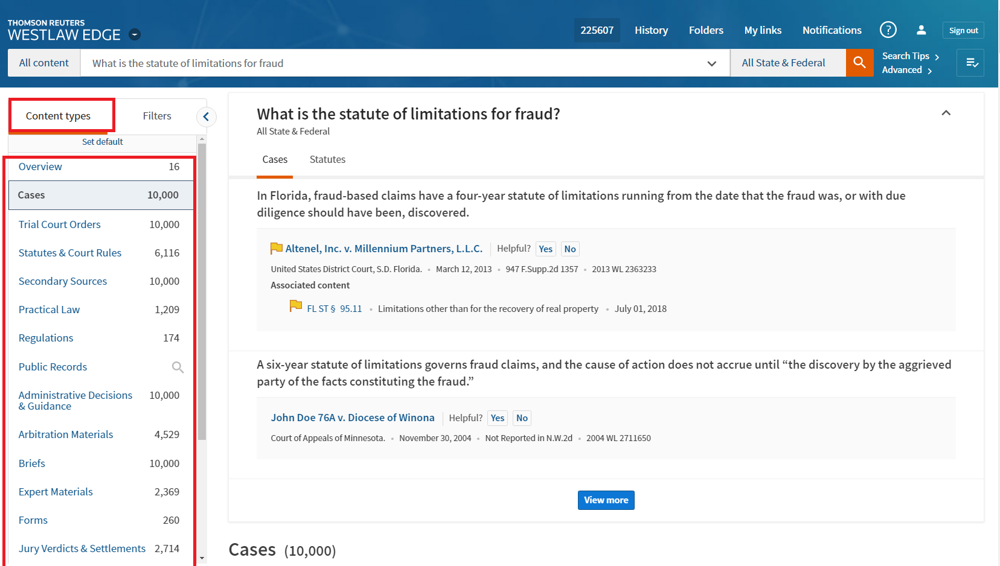 THOMSON REUTERS
WESTLAW EDGE
225607 History Folders My links Notifications ? Sign out
All content What is the statute of limitations for fraud All State & Federal Search Tips
Advanced
Content types Filters
Set default
Overview 16
Cases 10,000
Trial Court Orders 10,000
Statutes & Court Rules 6,116
Secondary Sources 10,000
Practical Law 1,209
Regulations 174
Public Records
Administrative Decisions 10,000
& Guidance
Arbitration Materials 4,529
Briefs 10,000
Expert Materials 2,369
Forms 260
Jury Verdicts & Settlements 2,714
What is the statute of limitations for fraud?
All State & Federal
Cases Statutes
In Florida, fraud-based claims have a four-year statute of limitations running from the date that the fraud was, or with due
diligence should have been, discovered.
Altenel, Inc. v. Millennium Partners, L.L.C. Helpful? Yes No
United States District Court, S.D. Florida. • March 12, 2013 • 947 F.Supp.2d 1357 • 2013 WL 2363233
Associated content
FL ST § 95.11 • Limitations other than for the recovery of real property • July 01, 2018
A six-year statute of limitations governs fraud claims, and the cause of action does not accrue until “the discovery by the aggrieved
party of the facts constituting the fraud.”
John Doe 76A v. Diocese of Winona Helpful? Yes No
Court of Appeals of Minnesota. • November 30, 2004 • Not Reported in N.W.2d • 2004 WL 2711650
View more
Cases (10,000)